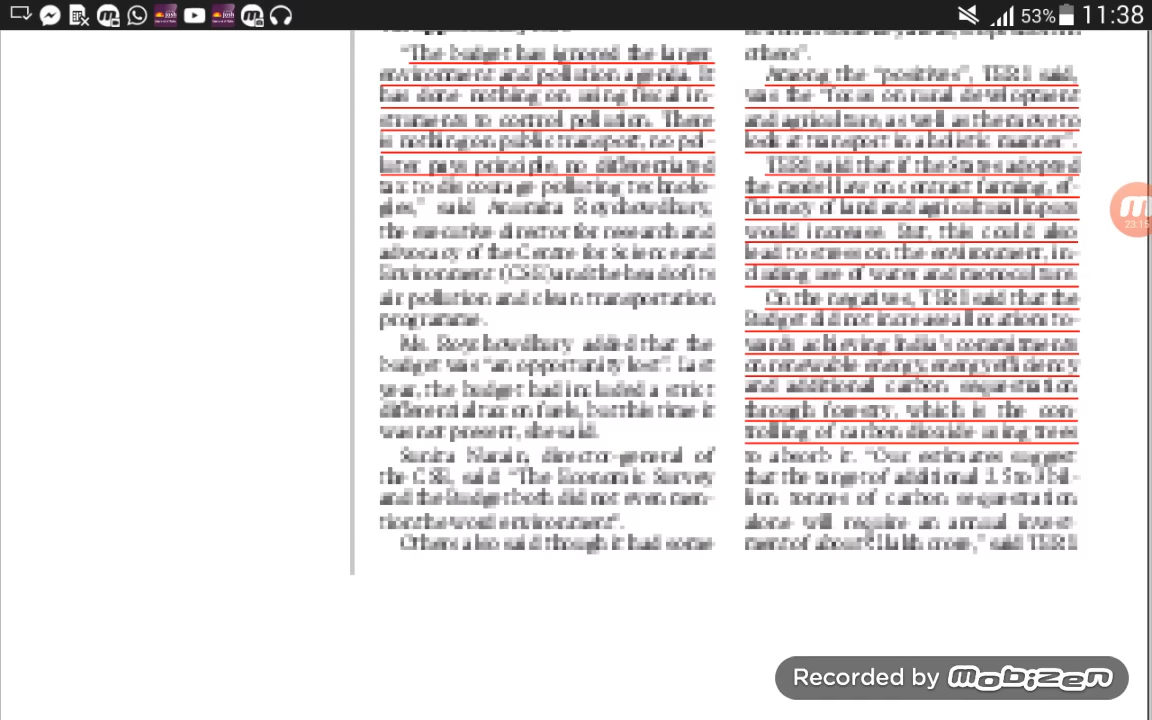 53% 11:38
"The budget has ignored the larger
environment and pollution agenda. It
has done nothing on using fiscal in-
struments to control pollution. There
is nothing on public transport, no pol-
luter pays principle, no differentiated
tax to discourage polluting technolo-
gies," said Anumita Roychowdhury,
the executive director for research and
advocacy of the Centre for Science and
Environment (CSE) and the head of its
air pollution and clean transportation
programme.
Ms. Roychowdhury added that the
budget was "an opportunity lost". Last
year, the budget had included a strict
differential tax on fuels, but this time it
was not present, she said.
Sunita Narain, director-general of
the CSE, said "The Economic Survey
and the Budget both did not even men-
tion the word environment".
Others also said though it had some
others".
Among the "positives", TERI said,
was the "focus on rural development
and agriculture, as well as the move to
look at transport in a holistic manner".
TERI said that if the States adopted
the model law on contract farming, ef-
ficiency of land and agricultural inputs
would increase. But, this could also
lead to stress on the environment, in-
cluding use of water and monoculture.
On the negatives, TERI said that the
Budget did not increase allocations to-
wards achieving India's commitments
on renewable energy, energy efficiency
and additional carbon sequestration
through forestry, which is the con-
trolling of carbon dioxide using trees
to absorb it. "Our estimates suggest
that the target of additional 2.5 to 3 bil-
lion tonnes of carbon sequestration
alone will require an annual invest-
ment of about lakh crore," said TERI
23:15
Recorded by mobizen